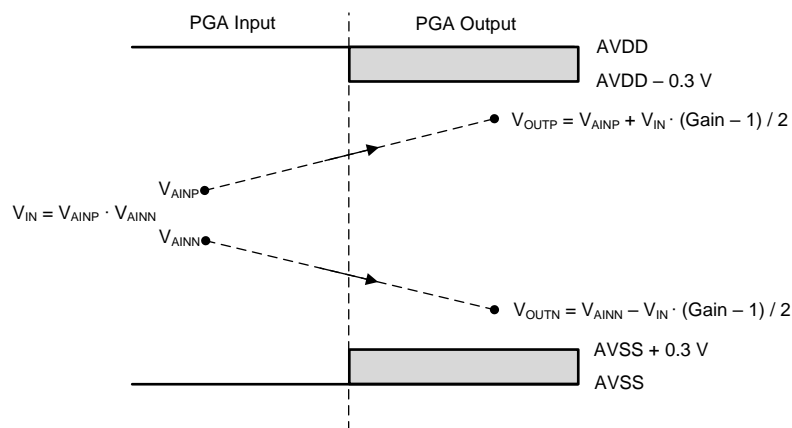 PGA Input
PGA Output
AVDD
AVDD – 0.3 V
V_OUTP = V_AINP + V_IN · (Gain – 1) / 2
V_AINP
V_IN = V_AINP · V_AINN
V_AINN
V_OUTN = V_AINN – V_IN · (Gain – 1) / 2
AVSS + 0.3 V
AVSS